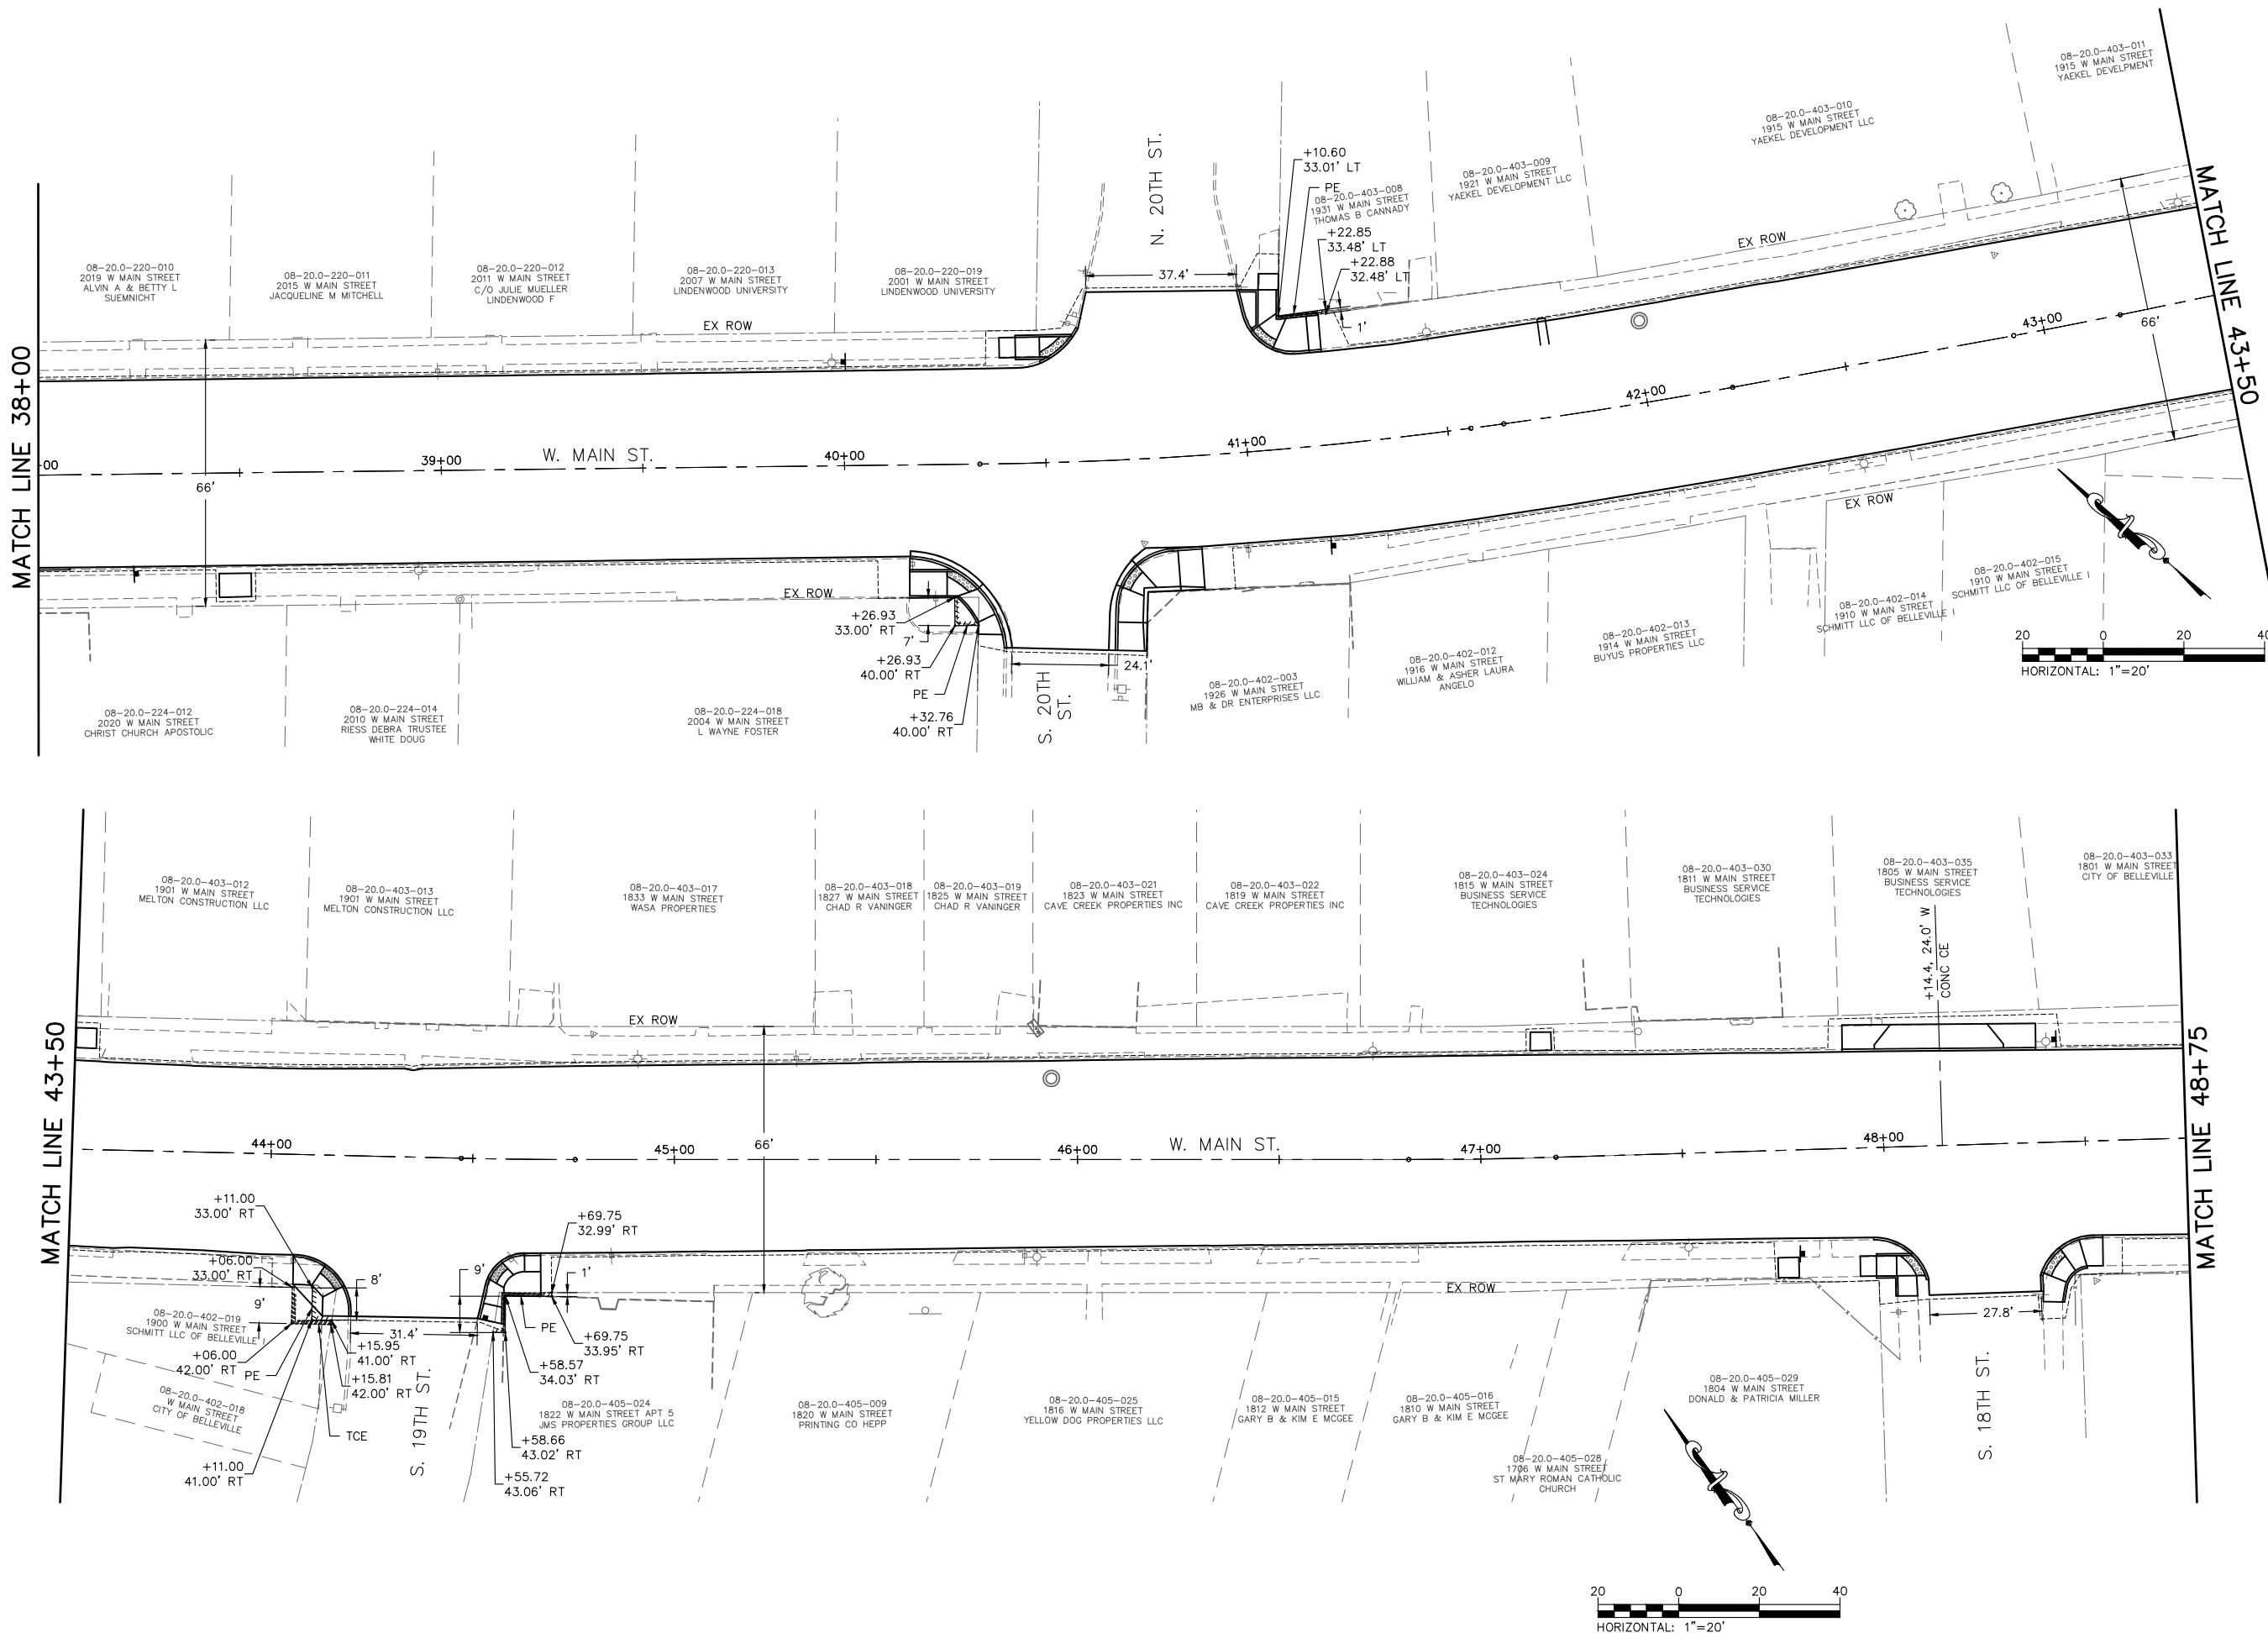 MATCH LINE 38+00
08-20.0-220-010
2019 W MAIN STREET
ALVIN A & BETTY L
SUEMNICHT
08-20.0-220-011
2015 W MAIN STREET
JACQUELINE M MITCHELL
08-20.0-220-012
2011 W MAIN STREET
C/O JULIE MUELLER
LINDENWOOD F
08-20.0-220-013
2007 W MAIN STREET
LINDENWOOD UNIVERSITY
08-20.0-220-019
2001 W MAIN STREET
LINDENWOOD UNIVERSITY
N. 20TH ST.
37.4'
+10.60
33.01' LT
PE
08-20.0-403-008
1931 W MAIN STREET
THOMAS B CANNADY
+22.85
33.48' LT
+22.88
32.48' LT
1'
08-20.0-403-009
1921 W MAIN STREET
YAEKEL DEVELOPMENT LLC
08-20.0-403-010
1915 W MAIN STREET
YAEKEL DEVELOPMENT LLC
08-20.0-403-011
1915 W MAIN STREET
YAEKEL DEVELPMENT
MATCH LINE 43+50
EX ROW
EX ROW
66'
00
39+00
W. MAIN ST.
40+00
41+00
42+00
43+00
66'
EX ROW
EX ROW
+26.93
33.00' RT
7'
+26.93
40.00' RT
PE
+32.76
40.00' RT
24.1'
S. 20TH
ST.
08-20.0-224-012
2020 W MAIN STREET
CHRIST CHURCH APOSTOLIC
08-20.0-224-014
2010 W MAIN STREET
RIESS DEBRA TRUSTEE
WHITE DOUG
08-20.0-224-018
2004 W MAIN STREET
L WAYNE FOSTER
08-20.0-402-003
1926 W MAIN STREET
MB & DR ENTERPRISES LLC
08-20.0-402-012
1916 W MAIN STREET
WILLIAM & ASHER LAURA
ANGELO
08-20.0-402-013
1914 W MAIN STREET
BUYUS PROPERTIES LLC
08-20.0-402-014
1910 W MAIN STREET
SCHMITT LLC OF BELLEVILLE I
08-20.0-402-015
1910 W MAIN STREET
SCHMITT LLC OF BELLEVILLE I
20 0 20 40
HORIZONTAL: 1"=20'
MATCH LINE 43+50
08-20.0-403-012
1901 W MAIN STREET
MELTON CONSTRUCTION LLC
08-20.0-403-013
1901 W MAIN STREET
MELTON CONSTRUCTION LLC
08-20.0-403-017
1833 W MAIN STREET
WASA PROPERTIES
08-20.0-403-018
1827 W MAIN STREET
CHAD R VANINGER
08-20.0-403-019
1825 W MAIN STREET
CHAD R VANINGER
08-20.0-403-021
1823 W MAIN STREET
CAVE CREEK PROPERTIES INC
08-20.0-403-022
1819 W MAIN STREET
CAVE CREEK PROPERTIES INC
08-20.0-403-024
1815 W MAIN STREET
BUSINESS SERVICE
TECHNOLOGIES
08-20.0-403-030
1811 W MAIN STREET
BUSINESS SERVICE
TECHNOLOGIES
08-20.0-403-035
1805 W MAIN STREET
BUSINESS SERVICE
TECHNOLOGIES
08-20.0-403-033
1801 W MAIN STREET
CITY OF BELLEVILLE
+14.4, 24.0' W
CONC CE
EX ROW
44+00
45+00
66'
46+00
W. MAIN ST.
47+00
48+00
MATCH LINE 48+75
+11.00
33.00' RT
+06.00
33.00' RT
9'
8'
08-20.0-402-019
1900 W MAIN STREET
SCHMITT LLC OF BELLEVILLE I
+06.00
42.00' RT
PE
08-20.0-402-018
W MAIN STREET
CITY OF BELLEVILLE
+11.00
41.00' RT
TCE
31.4'
+15.95
41.00' RT
+15.81
42.00' RT
S. 19TH ST.
9'
+69.75
32.99' RT
1'
PE
+69.75
33.95' RT
+58.57
34.03' RT
08-20.0-405-024
1822 W MAIN STREET APT 5
JMS PROPERTIES GROUP LLC
+58.66
43.02' RT
+55.72
43.06' RT
08-20.0-405-009
1820 W MAIN STREET
PRINTING CO HEPP
08-20.0-405-025
1816 W MAIN STREET
YELLOW DOG PROPERTIES LLC
08-20.0-405-015
1812 W MAIN STREET
GARY B & KIM E MCGEE
08-20.0-405-016
1810 W MAIN STREET
GARY B & KIM E MCGEE
EX ROW
08-20.0-405-029
1804 W MAIN STREET
DONALD & PATRICIA MILLER
08-20.0-405-028
1706 W MAIN STREET
ST MARY ROMAN CATHOLIC
CHURCH
27.8'
S. 18TH ST.
20 0 20 40
HORIZONTAL: 1"=20'